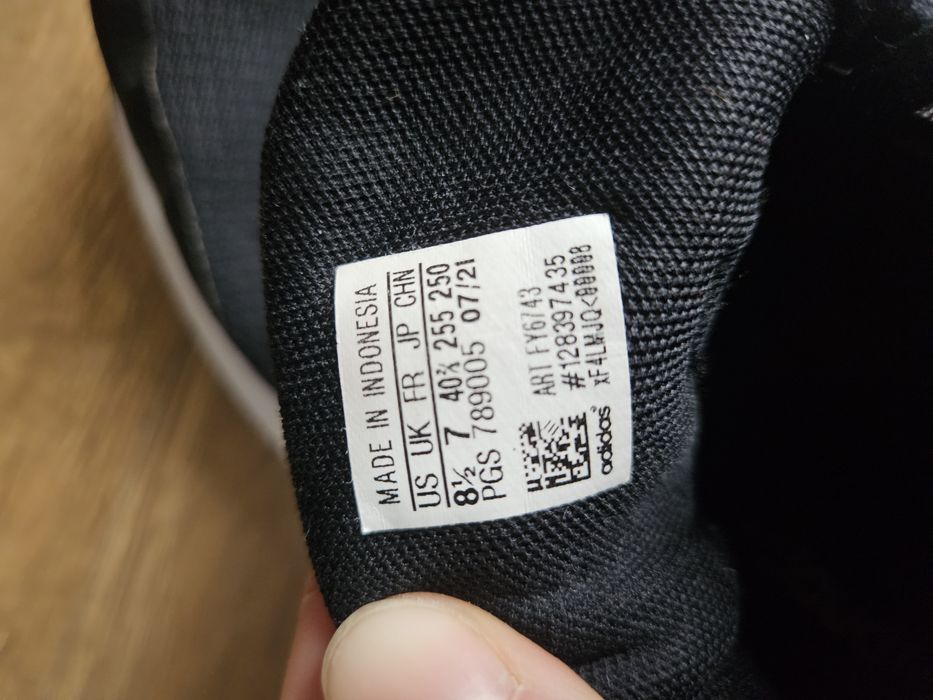 MADE IN INDONESIA
US UK FR JP CHN
8½ 7 40⅔ 255 250
PGS 789005 07/21
ART FY6743
#128397435
xF4LMJQ<00008
adidas